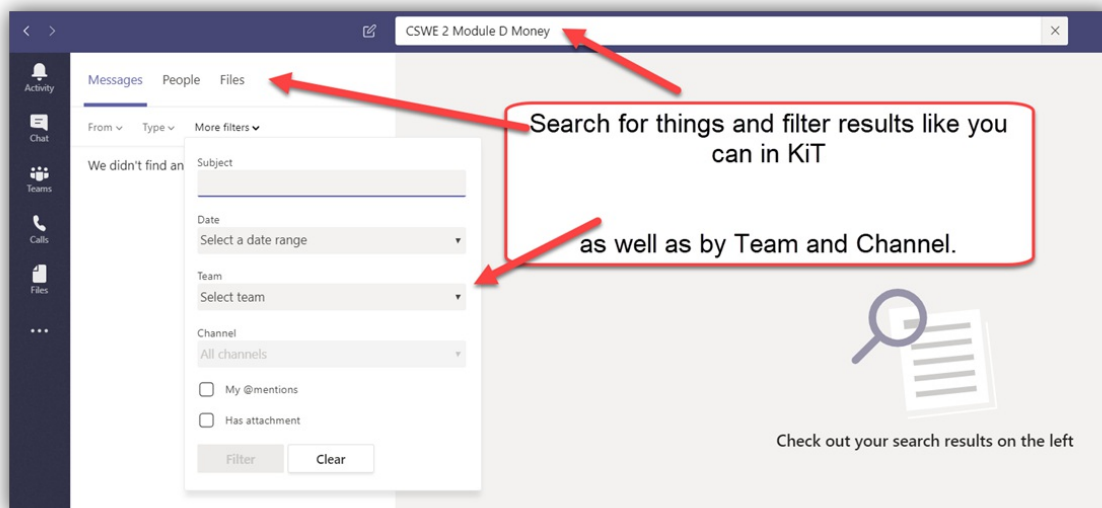 CSWE 2 Module D Money
Activity
Chat
Teams
Calls
Files
Messages People Files
From Type More filters
We didn't find an
Subject
Date
Select a date range
Team
Select team
Channel
All channels
My @mentions
Has attachment
Filter Clear
Search for things and filter results like you
can in KiT
as well as by Team and Channel.
Check out your search results on the left